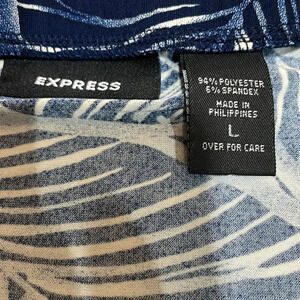 EXPRESS
94% POLYESTER
6% SPANDEX
MADE IN
PHILIPPINES
L
OVER FOR CARE